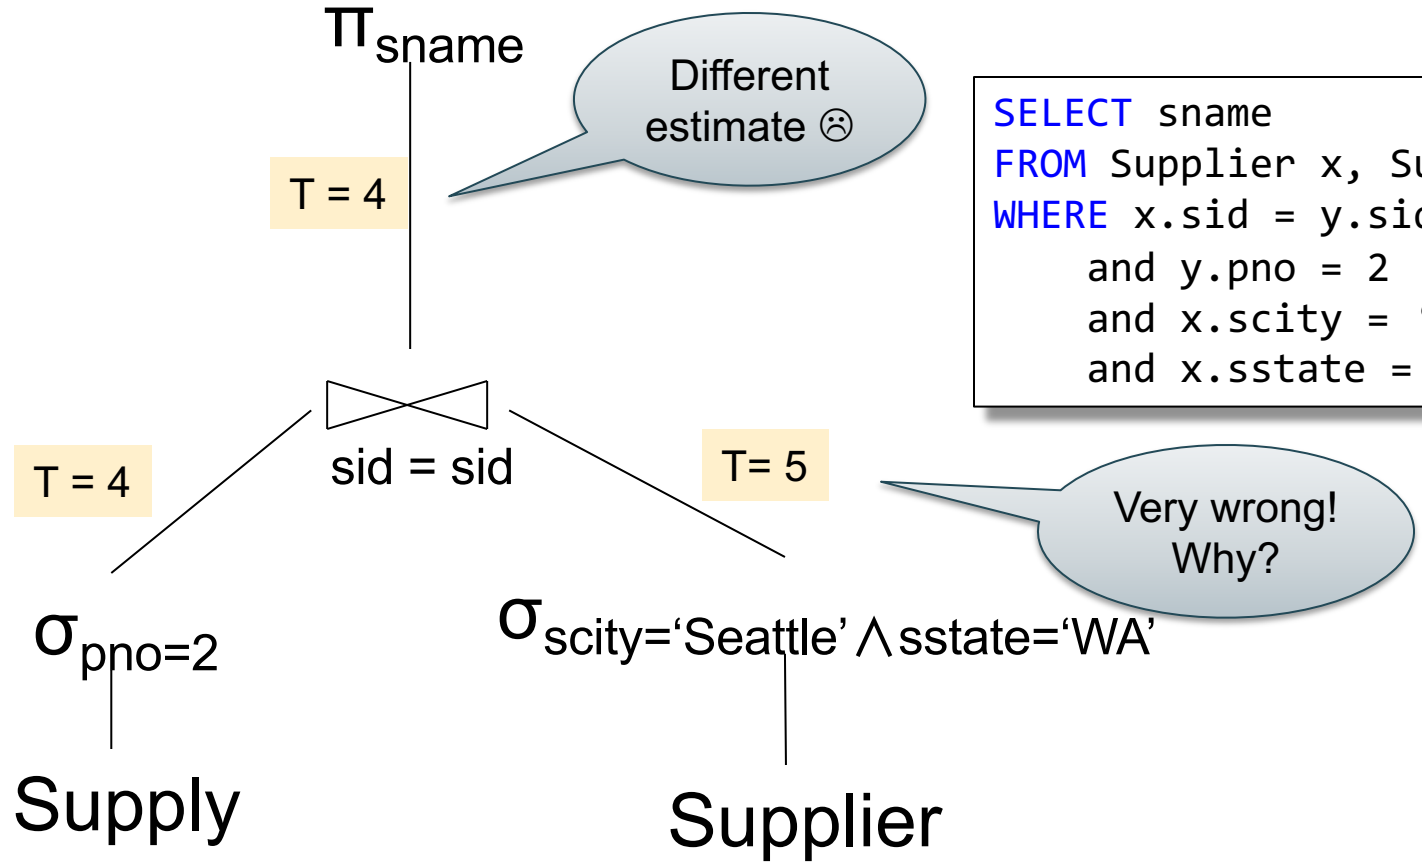 π sname
Different
estimate ☹
SELECT sname
FROM Supplier x, Su
WHERE x.sid = y.sid
and y.pno = 2
and x.scity = '
and x.sstate =
T = 4
T = 4
sid = sid
T= 5
Very wrong!
Why?
σ pno=2
σ scity=‘Seattle’ ∧ sstate=‘WA’
Supply
Supplier